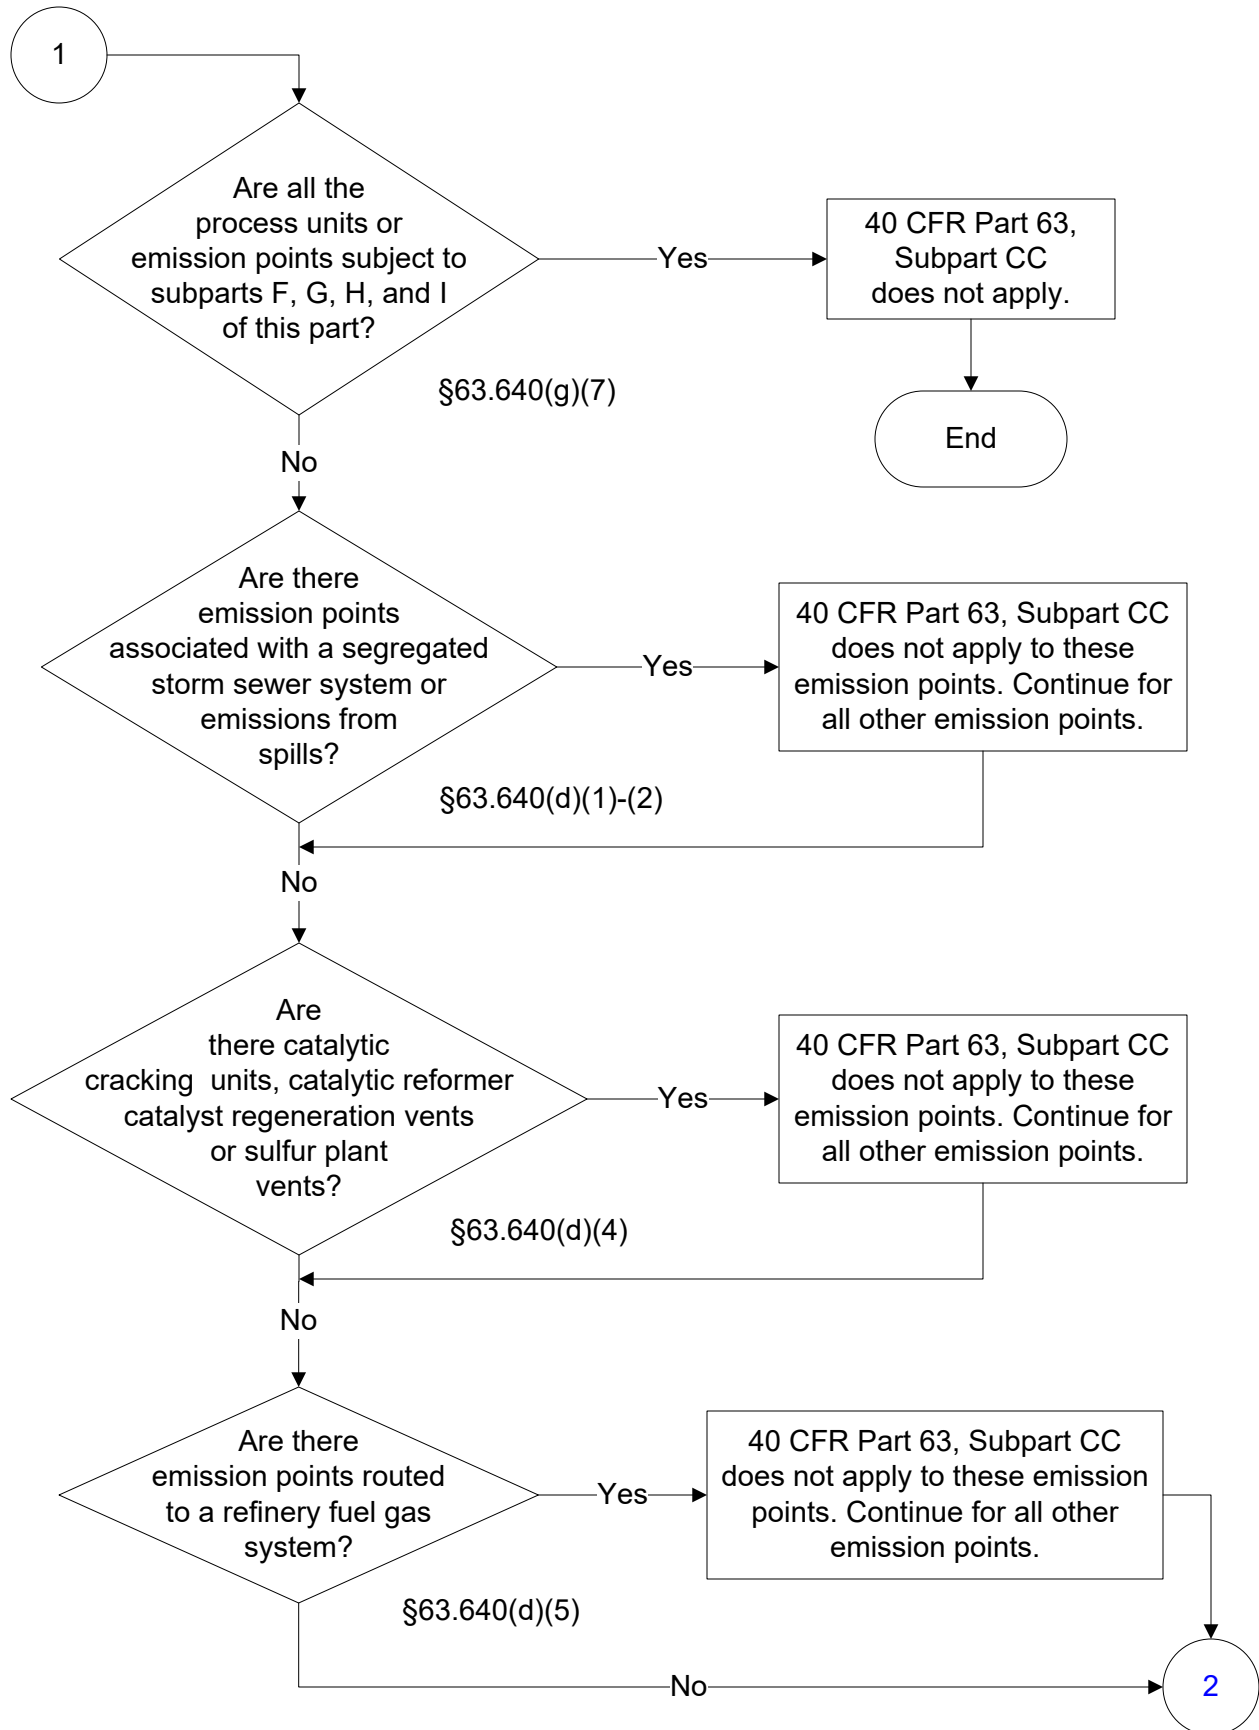 1
Are all the
process units or
emission points subject to
subparts F, G, H, and I
of this part?
Yes
40 CFR Part 63,
Subpart CC
does not apply.
§63.640(g)(7)
End
No
Are there
emission points
associated with a segregated
storm sewer system or
emissions from
spills?
Yes
40 CFR Part 63, Subpart CC
does not apply to these
emission points. Continue for
all other emission points.
§63.640(d)(1)-(2)
No
Are
there catalytic
cracking  units, catalytic reformer
catalyst regeneration vents
or sulfur plant
vents?
Yes
40 CFR Part 63, Subpart CC
does not apply to these
emission points. Continue for
all other emission points.
§63.640(d)(4)
No
Are there
emission points routed
to a refinery fuel gas
system?
Yes
40 CFR Part 63, Subpart CC
does not apply to these emission
points. Continue for all other
emission points.
§63.640(d)(5)
No
2